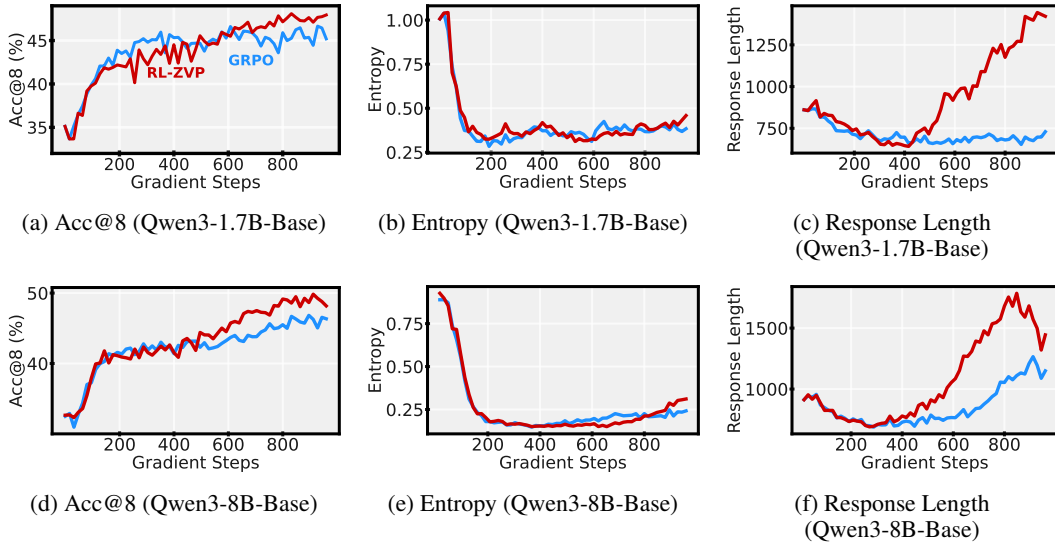 Acc@8 (%)
45
40
35
RL-ZVP
GRPO
200 400 600 800
Gradient Steps
(a) Acc@8 (Qwen3-1.7B-Base)
Entropy
1.00
0.75
0.50
0.25
200 400 600 800
Gradient Steps
(b) Entropy (Qwen3-1.7B-Base)
Response Length
1250
1000
750
200 400 600 800
Gradient Steps
(c) Response Length
(Qwen3-1.7B-Base)
Acc@8 (%)
50
40
200 400 600 800
Gradient Steps
(d) Acc@8 (Qwen3-8B-Base)
Entropy
0.75
0.50
0.25
200 400 600 800
Gradient Steps
(e) Entropy (Qwen3-8B-Base)
Response Length
1500
1000
200 400 600 800
Gradient Steps
(f) Response Length
(Qwen3-8B-Base)